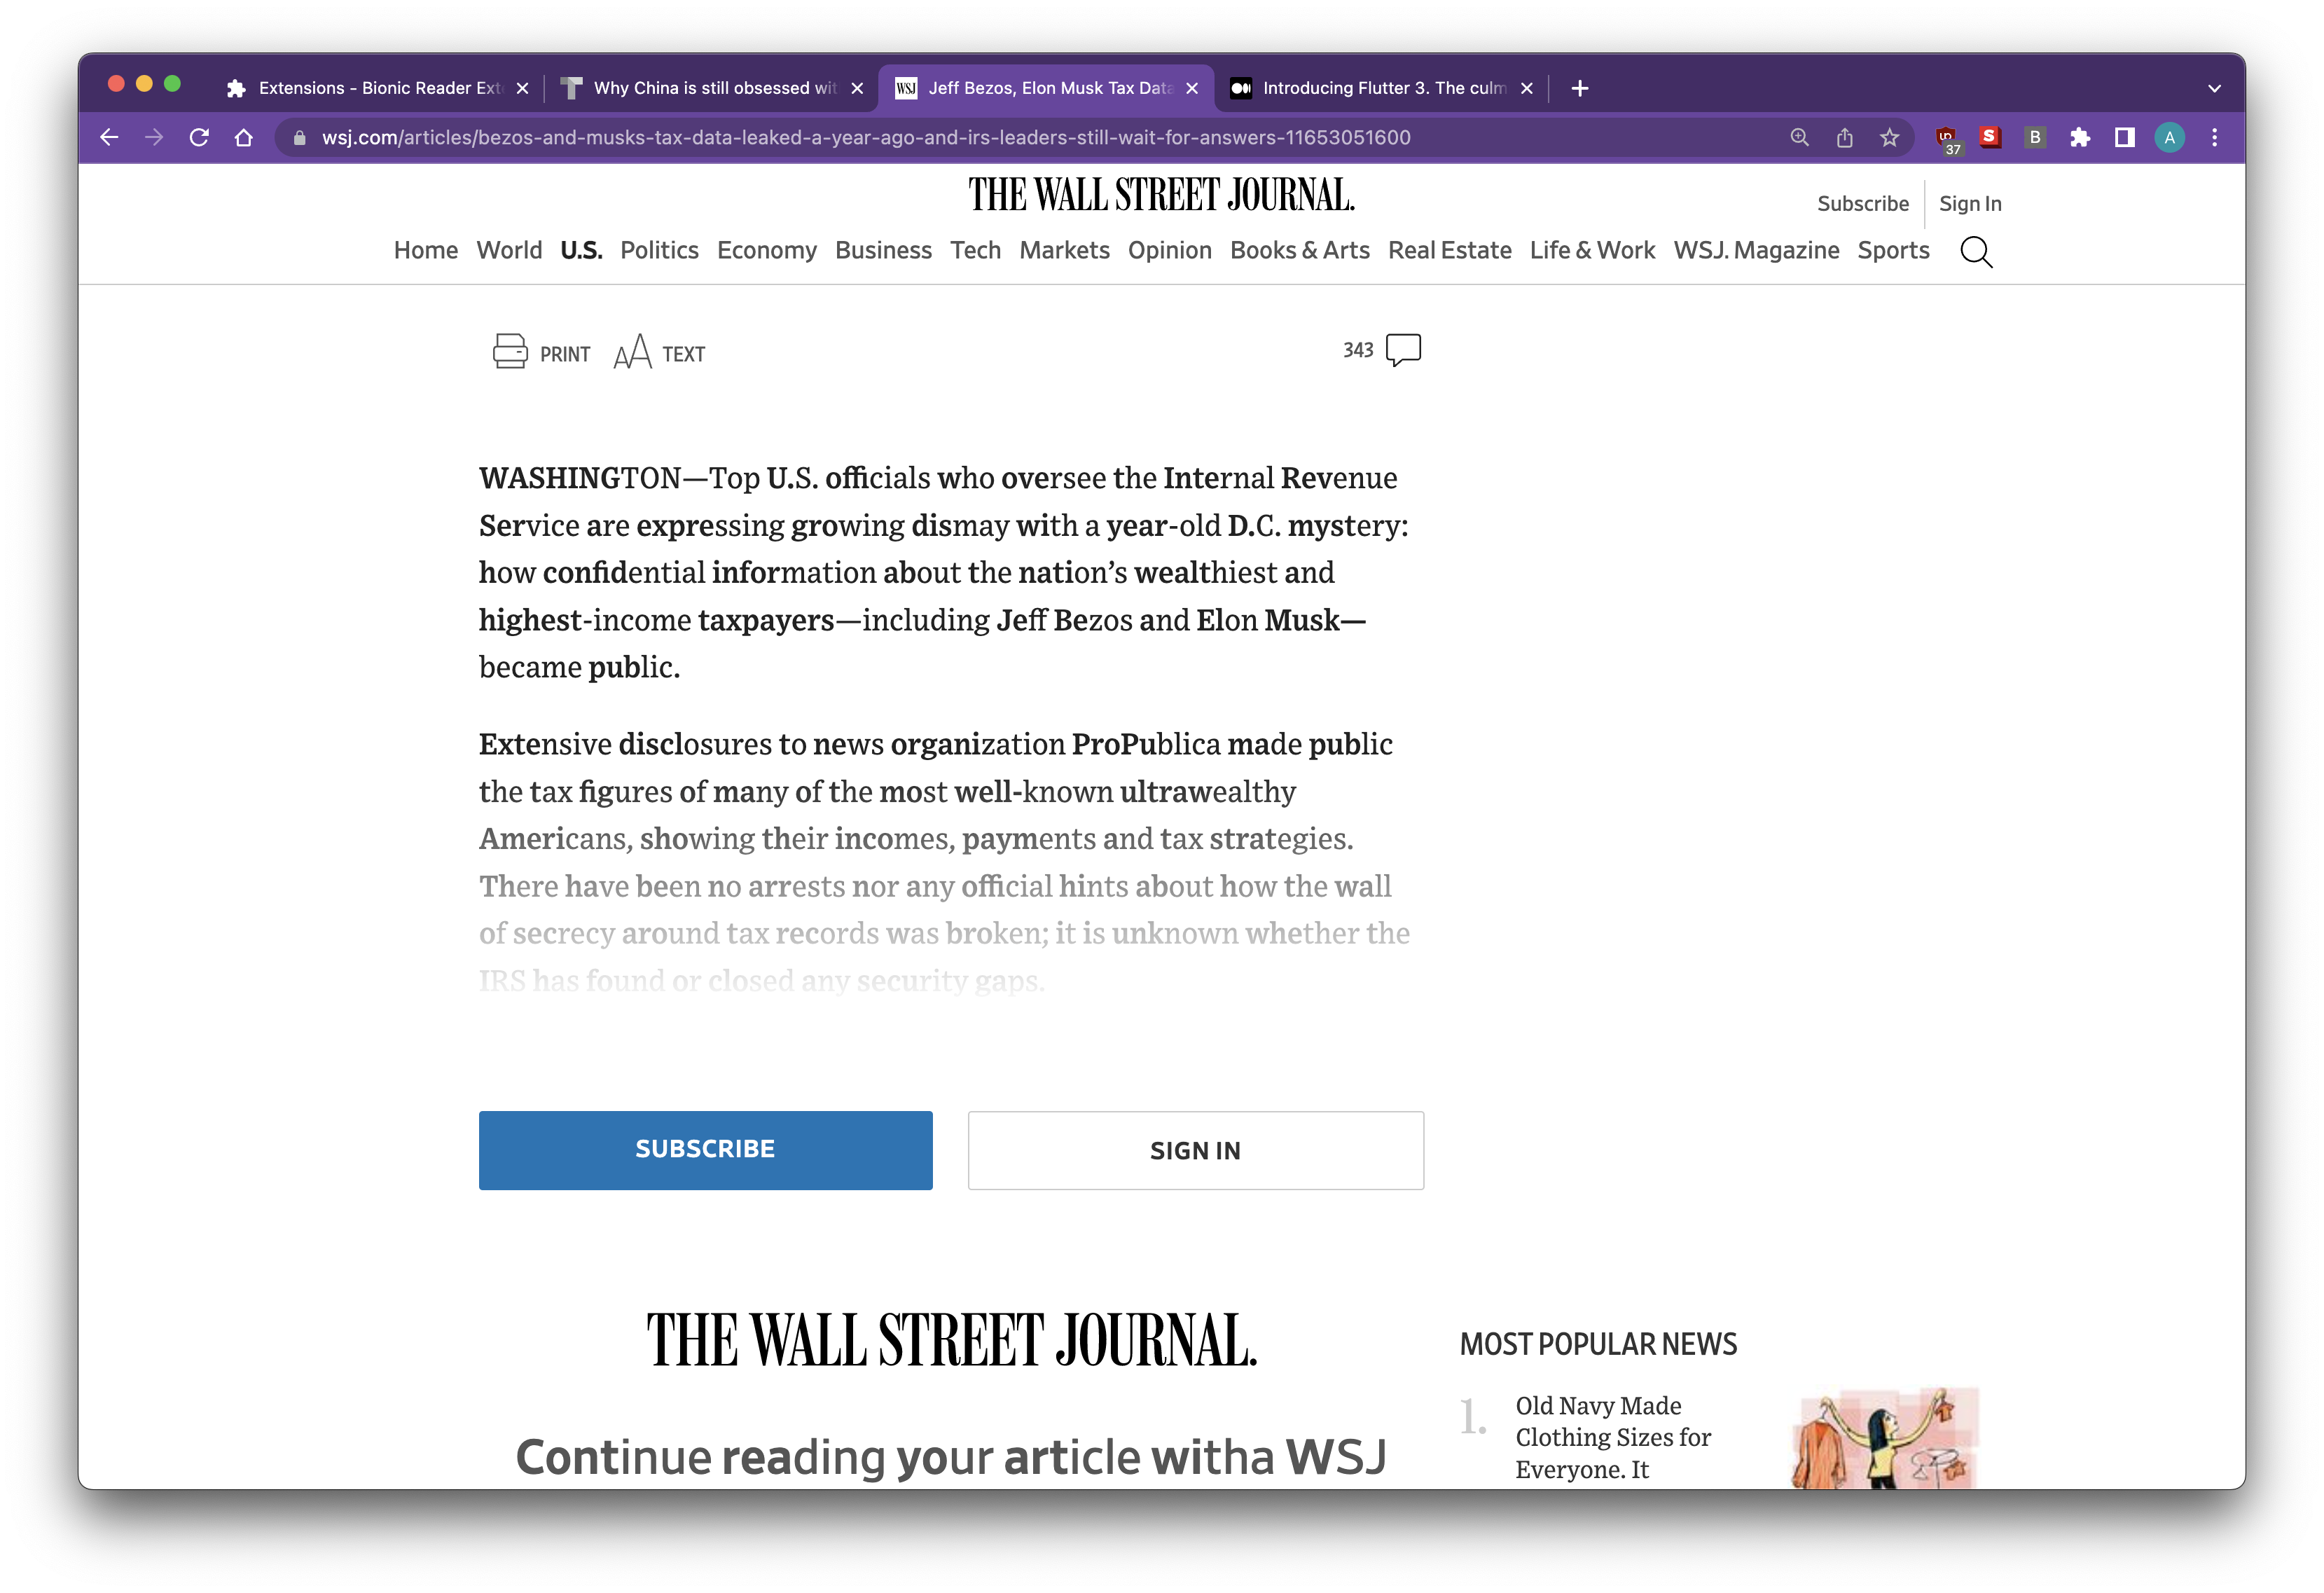 Extensions - Bionic Reader Ext
Why China is still obsessed wit
WSJ
Jeff Bezos, Elon Musk Tax Data
Introducing Flutter 3. The culm
wsj.com/articles/bezos-and-musks-tax-data-leaked-a-year-ago-and-irs-leaders-still-wait-for-answers-11653051600
37
S
B
A
THE WALL STREET JOURNAL.
Subscribe
Sign In
Home World U.S. Politics Economy Business Tech Markets Opinion Books & Arts Real Estate Life & Work WSJ. Magazine Sports
PRINT
AA TEXT
343
WASHINGTON—Top U.S. officials who oversee the Internal Revenue
Service are expressing growing dismay with a year-old D.C. mystery:
how confidential information about the nation’s wealthiest and
highest-income taxpayers—including Jeff Bezos and Elon Musk—
became public.
Extensive disclosures to news organization ProPublica made public
the tax figures of many of the most well-known ultrawealthy
Americans, showing their incomes, payments and tax strategies.
There have been no arrests nor any official hints about how the wall
of secrecy around tax records was broken; it is unknown whether the
IRS has found or closed any security gaps.
SUBSCRIBE
SIGN IN
THE WALL STREET JOURNAL.
Continue reading your article witha WSJ
MOST POPULAR NEWS
1.
Old Navy Made
Clothing Sizes for
Everyone. It